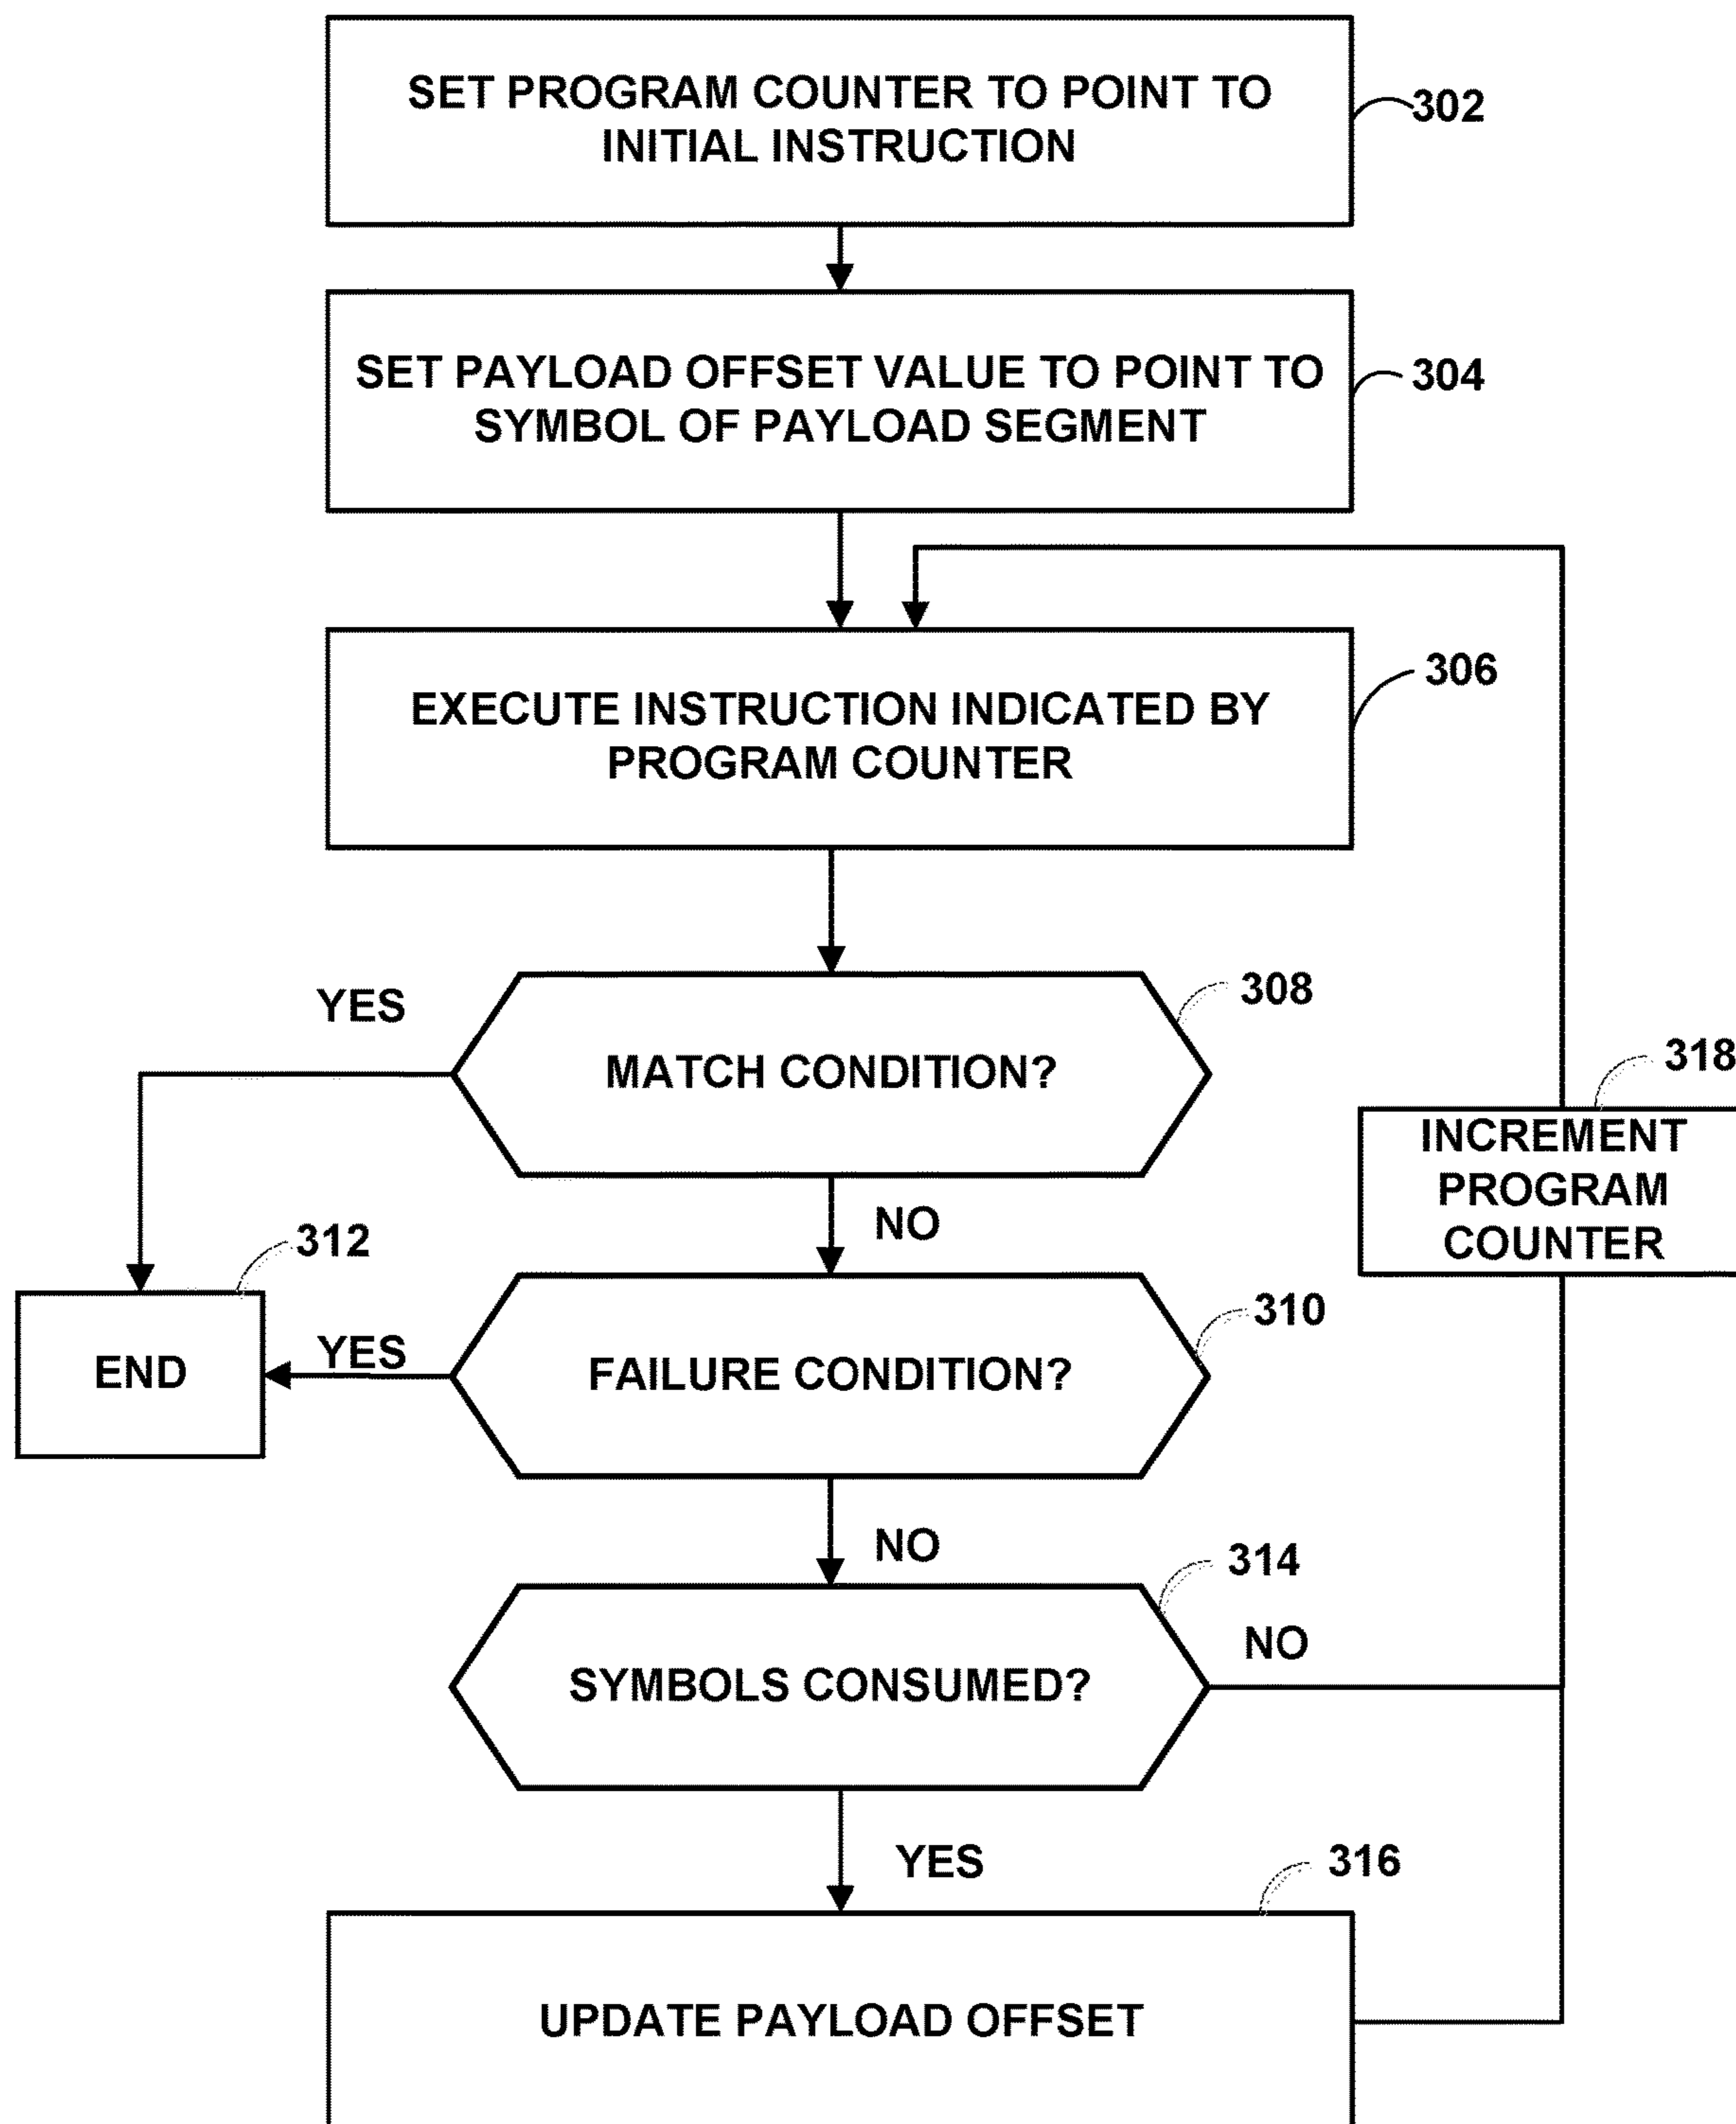 SET PROGRAM COUNTER TO POINT TO
INITIAL INSTRUCTION
302
SET PAYLOAD OFFSET VALUE TO POINT TO
SYMBOL OF PAYLOAD SEGMENT
304
EXECUTE INSTRUCTION INDICATED BY
PROGRAM COUNTER
306
YES
MATCH CONDITION?
308
318
INCREMENT
PROGRAM
COUNTER
NO
312
END
YES
FAILURE CONDITION?
310
NO
314
SYMBOLS CONSUMED?
NO
YES
316
UPDATE PAYLOAD OFFSET